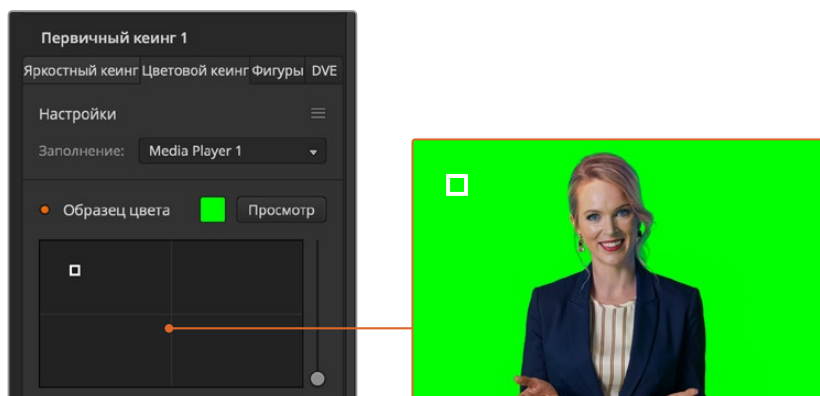 Первичный кеинг 1
Яркостный кеинг Цветовой кеинг Фигуры DVE
Настройки
Заполнение: Media Player 1
Образец цвета Просмотр